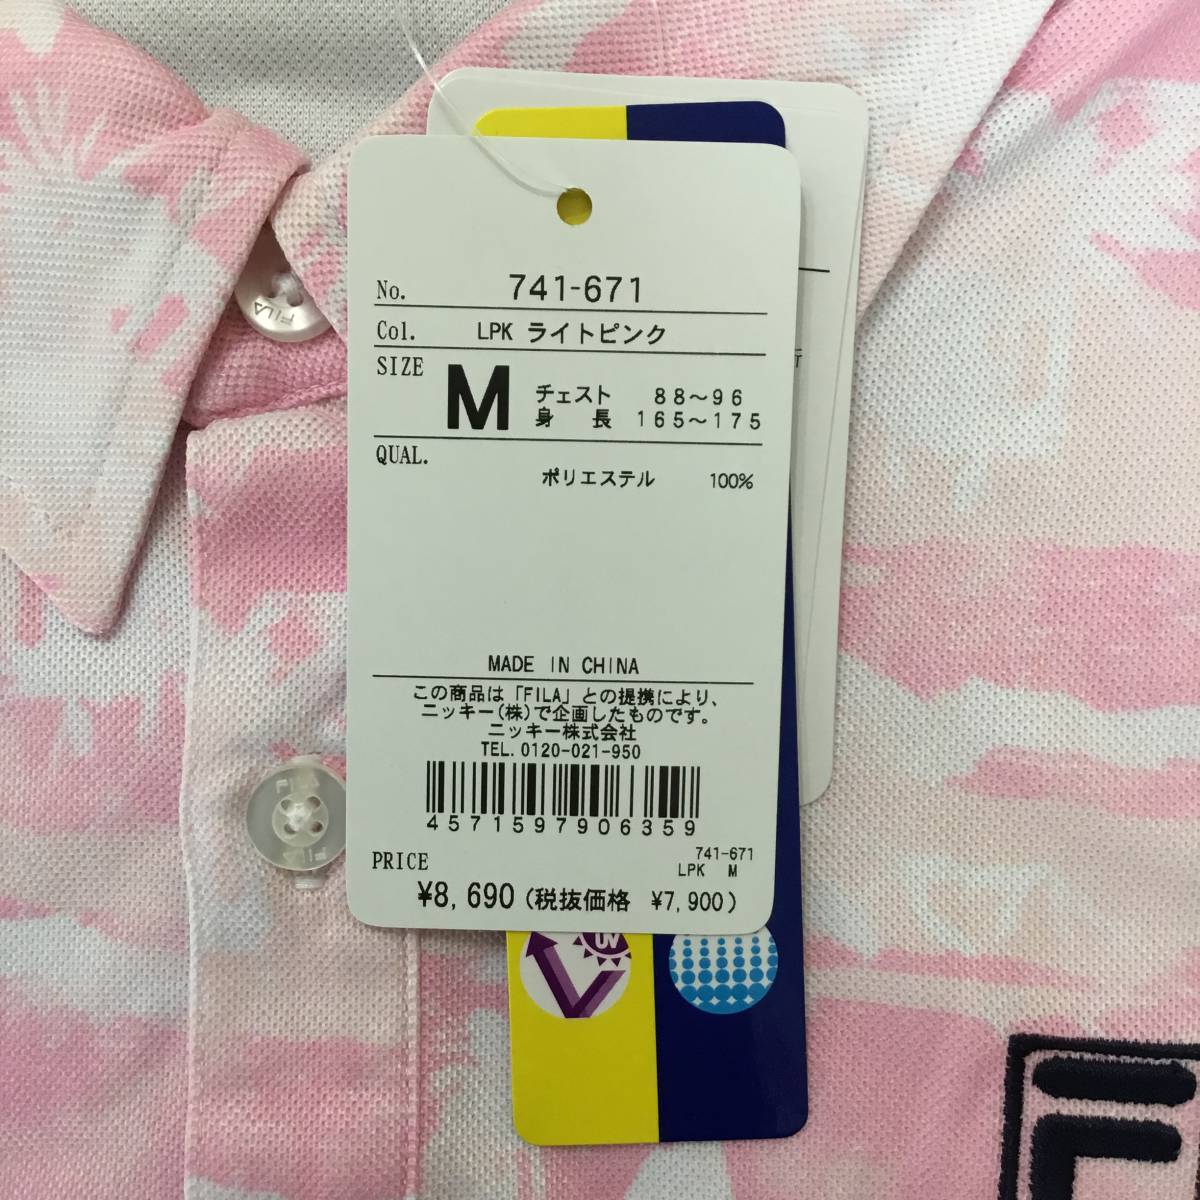 No. 741-671
Col. LPK ライトピンク
SIZE M チェスト 88~96
身長 165~175
QUAL.
ポリエステル 100%
MADE IN CHINA
この商品は「FILA」との提携により、
ニッキー(株)で企画したものです。
ニッキー株式会社
TEL. 0120-021-950
4571597906359
741-671
LPK M
PRICE
¥8,690 (税抜価格 ¥7,900)
UV
FILA
FILA